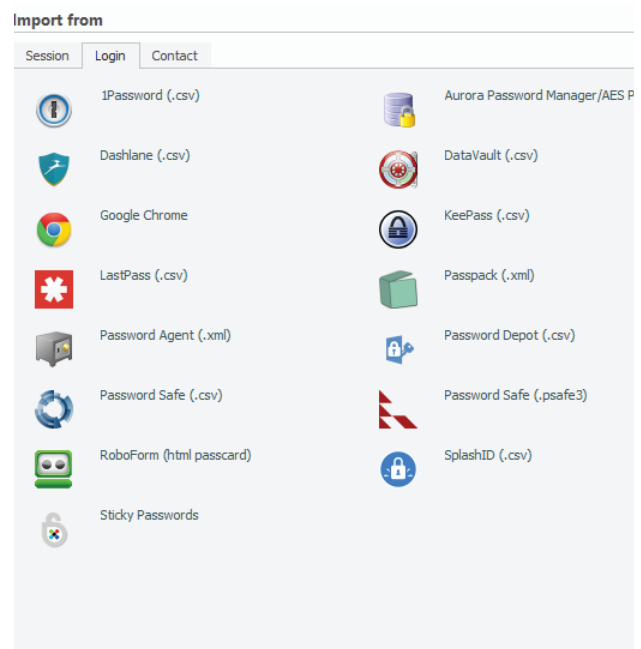 Import from
Session Login Contact
1Password (.csv) Aurora Password Manager/AES P
Dashlane (.csv) DataVault (.csv)
Google Chrome KeePass (.csv)
LastPass (.csv) Passpack (.xml)
Password Agent (.xml) Password Depot (.csv)
Password Safe (.csv) Password Safe (.psafe3)
RoboForm (html passcard) SplashID (.csv)
Sticky Passwords